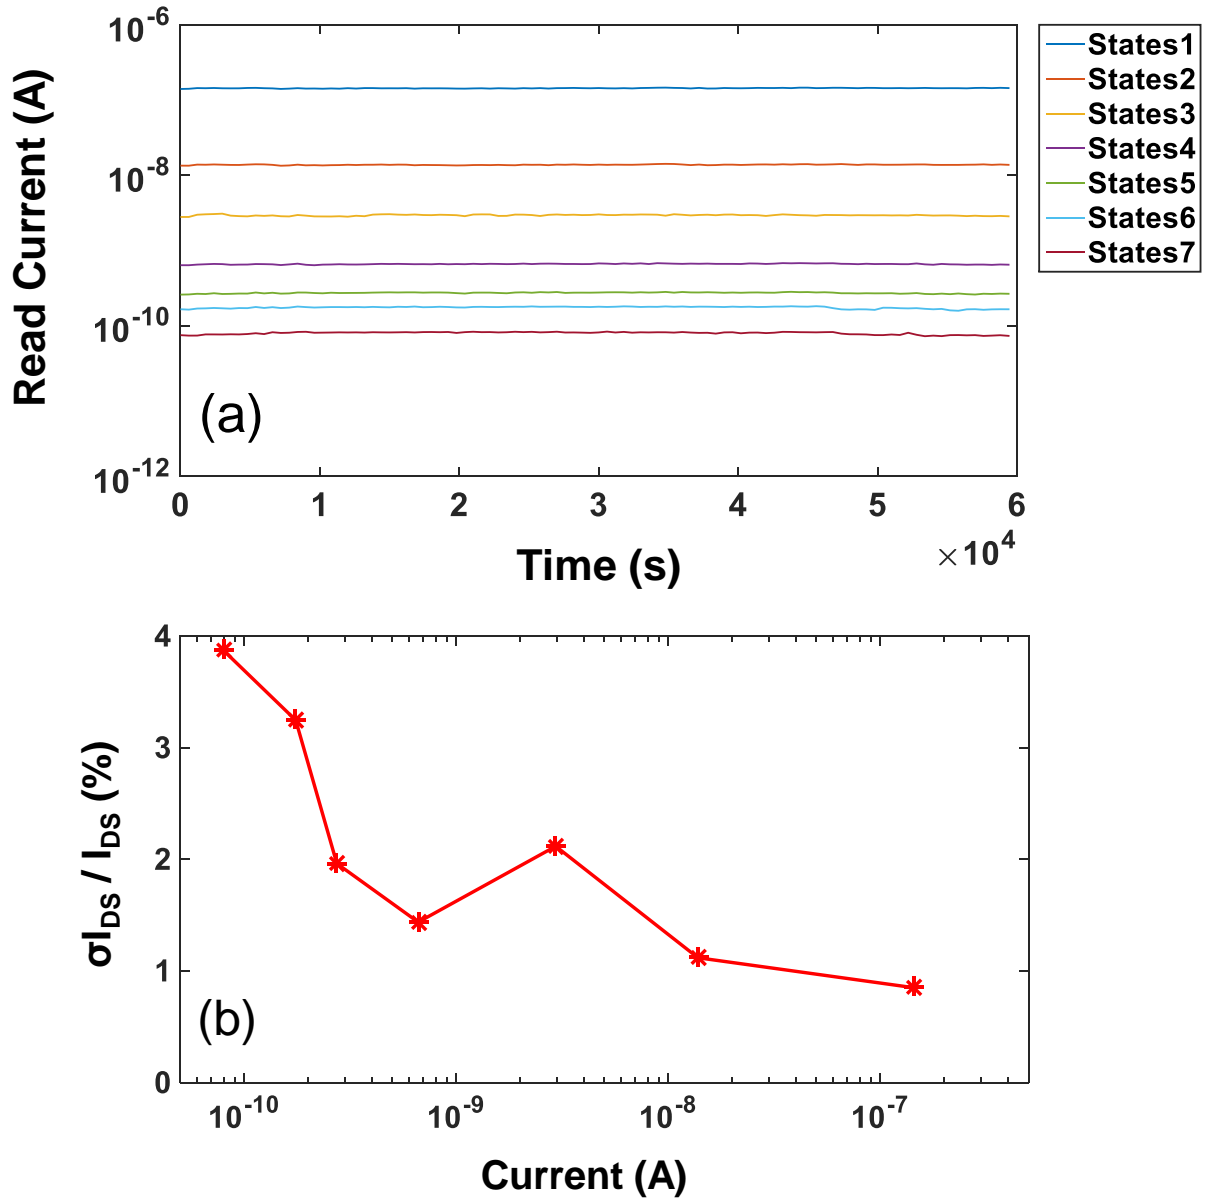 10^-6
10^-8
10^-10
10^-12
Read Current (A)
(a)
0 1 2 3 4 5 6
×10^4
Time (s)
States1
States2
States3
States4
States5
States6
States7
4
3
2
1
0
σI_DS / I_DS (%)
(b)
10^-10 10^-9 10^-8 10^-7
Current (A)